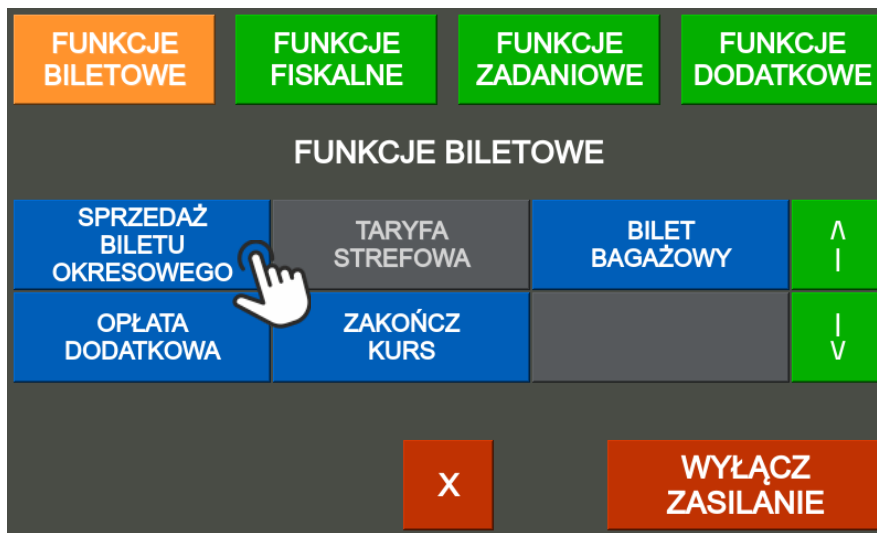 FUNKCJE
BILETOWE
FUNKCJE
FISKALNE
FUNKCJE
ZADANIOWE
FUNKCJE
DODATKOWE
FUNKCJE BILETOWE
SPRZEDAŻ
BILETU
OKRESOWEGO
TARYFA
STREFOWA
BILET
BAGAŻOWY
OPŁATA
DODATKOWA
ZAKOŃCZ
KURS
X
WYŁĄCZ
ZASILANIE